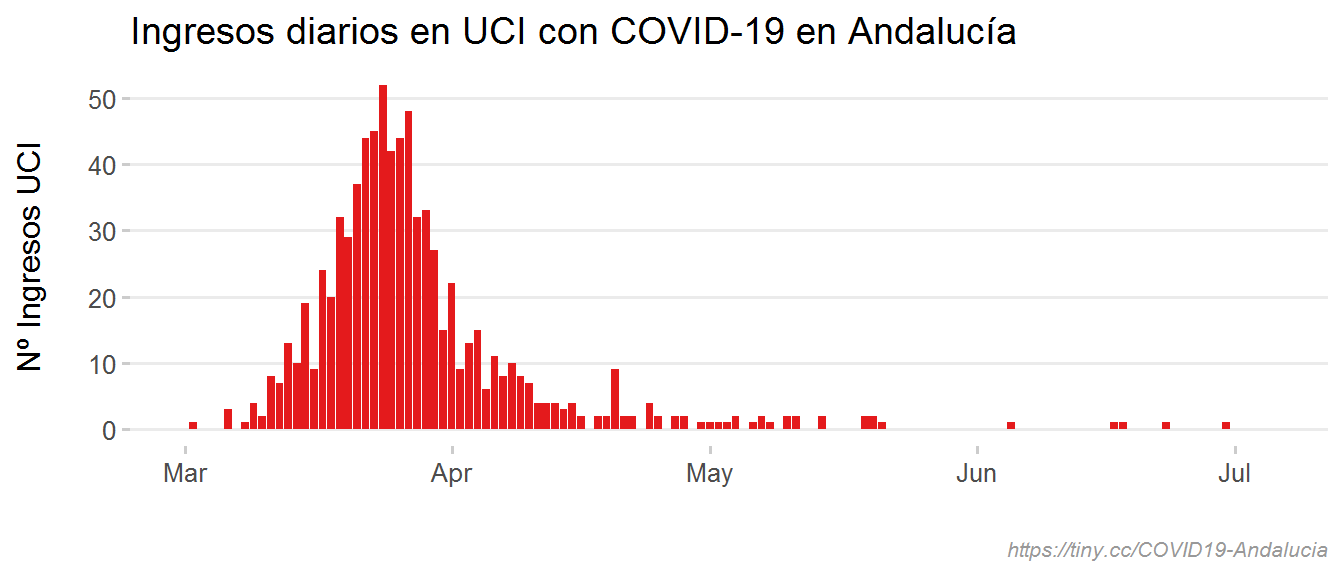 Ingresos diarios en UCI con COVID-19 en Andalucía
Nº Ingresos UCI
50
40
30
20
10
0
Mar Apr May Jun Jul
https://tiny.cc/COVID19-Andalucia